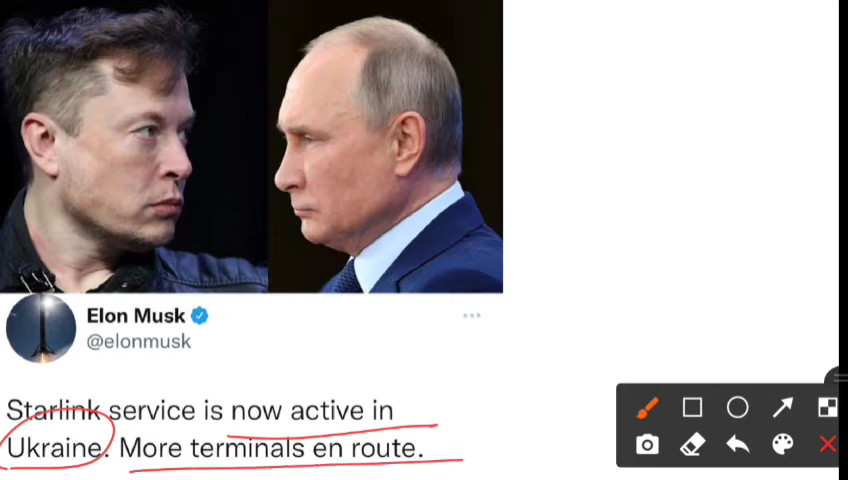 Elon Musk
@elonmusk
Starlink service is now active in
Ukraine. More terminals en route.